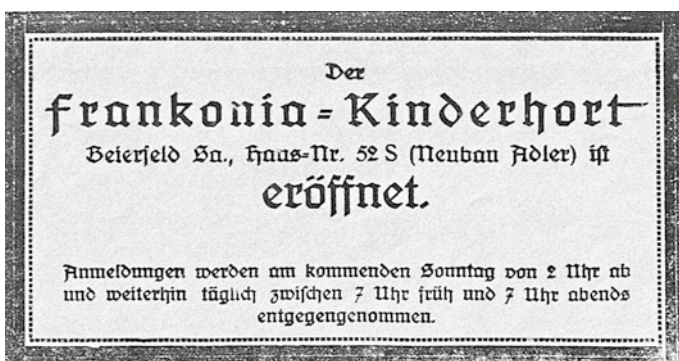 Der
Frankonia-Kinderhort
Beierfeld Sa., Haus-Nr. 52 S (Neubau Adler) ist
eröffnet.
Anmeldungen werden am kommenden Sonntag von 2 Uhr ab
und weiterhin täglich zwischen 7 Uhr früh und 7 Uhr abends
entgegengenommen.